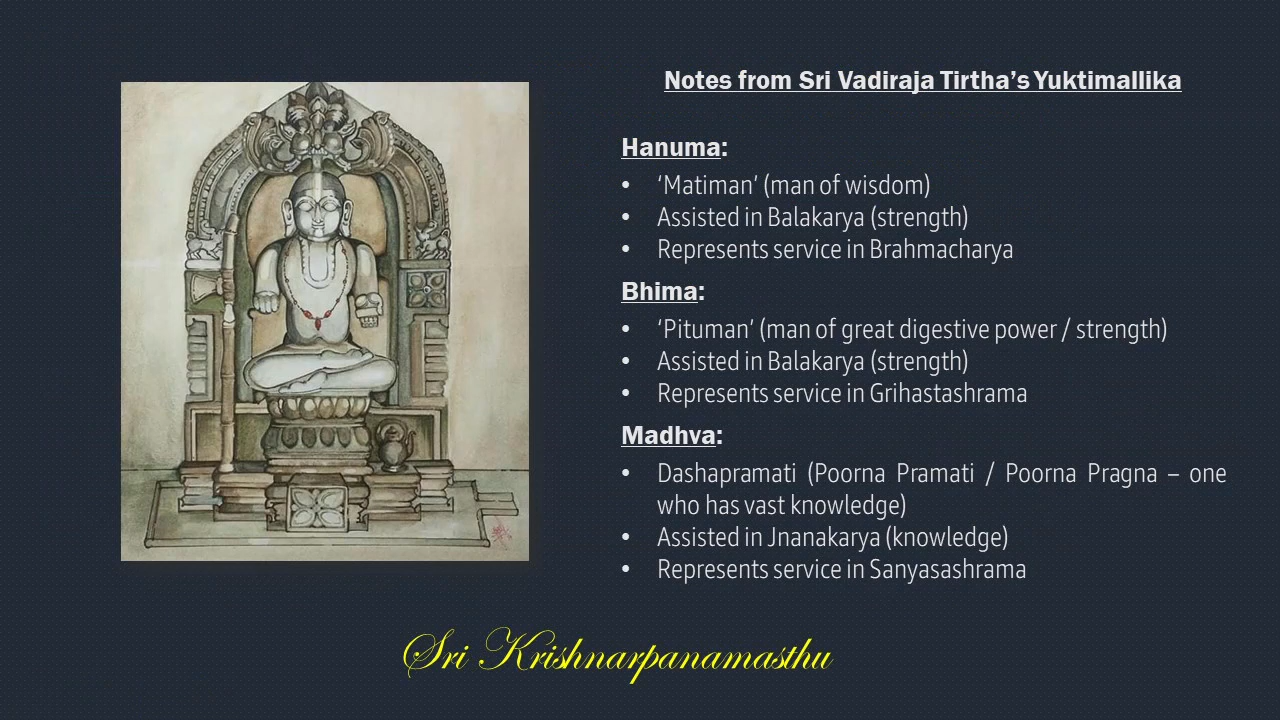 Notes from Sri Vadiraja Tirtha’s Yuktimallika
Hanuma:
• ‘Matiman’ (man of wisdom)
• Assisted in Balakarya (strength)
• Represents service in Brahmacharya
Bhima:
• ‘Pituman’ (man of great digestive power / strength)
• Assisted in Balakarya (strength)
• Represents service in Grihastashrama
Madhva:
• Dashapramati (Poorna Pramati / Poorna Pragna – one
who has vast knowledge)
• Assisted in Jnanakarya (knowledge)
• Represents service in Sanyasashrama
Sri Krishnarpanamasthu